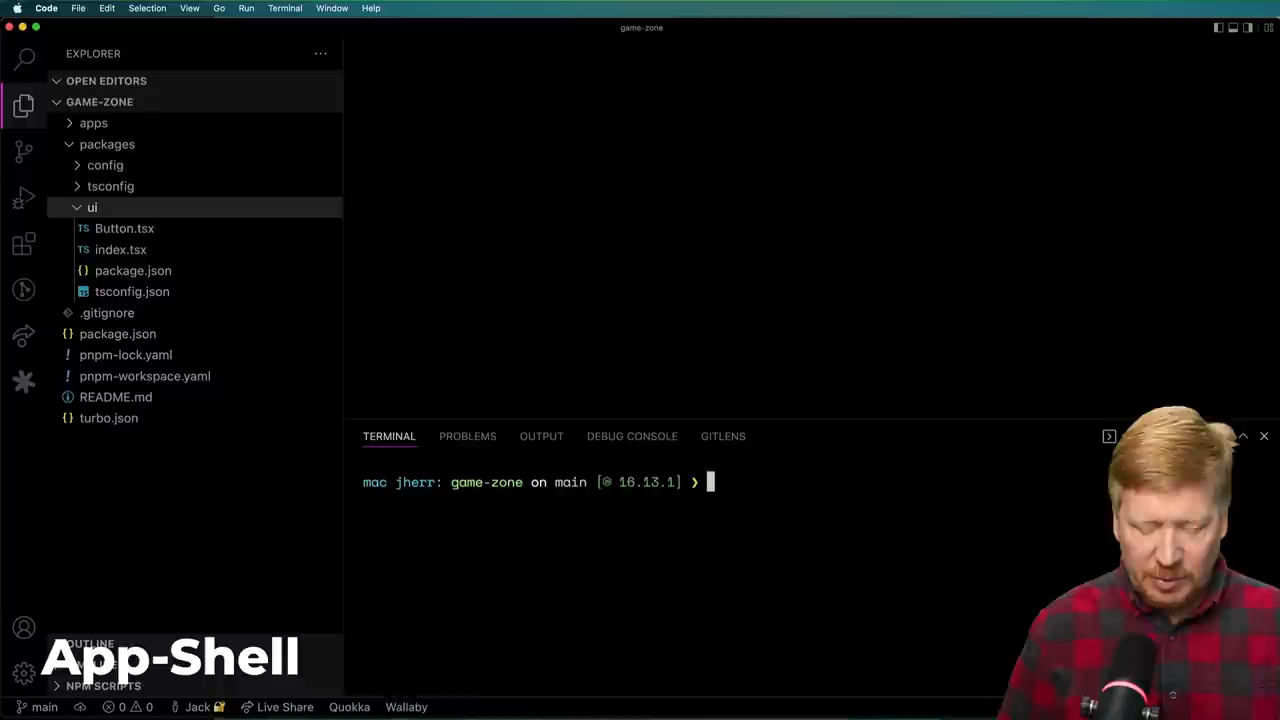 Code File Edit Selection View Go Run Terminal Window Help
game-zone
EXPLORER
OPEN EDITORS
GAME-ZONE
apps
packages
config
tsconfig
ui
TS Button.tsx
TS index.tsx
{} package.json
TS tsconfig.json
.gitignore
{} package.json
! pnpm-lock.yaml
! pnpm-workspace.yaml
README.md
{} turbo.json
TERMINAL PROBLEMS OUTPUT DEBUG CONSOLE GITLENS
mac jherr: game-zone on main [ 16.13.1] ❯
OUTLINE
App-Shell
NPM SCRIPTS
main 0 0 Jack Live Share Quokka Wallaby